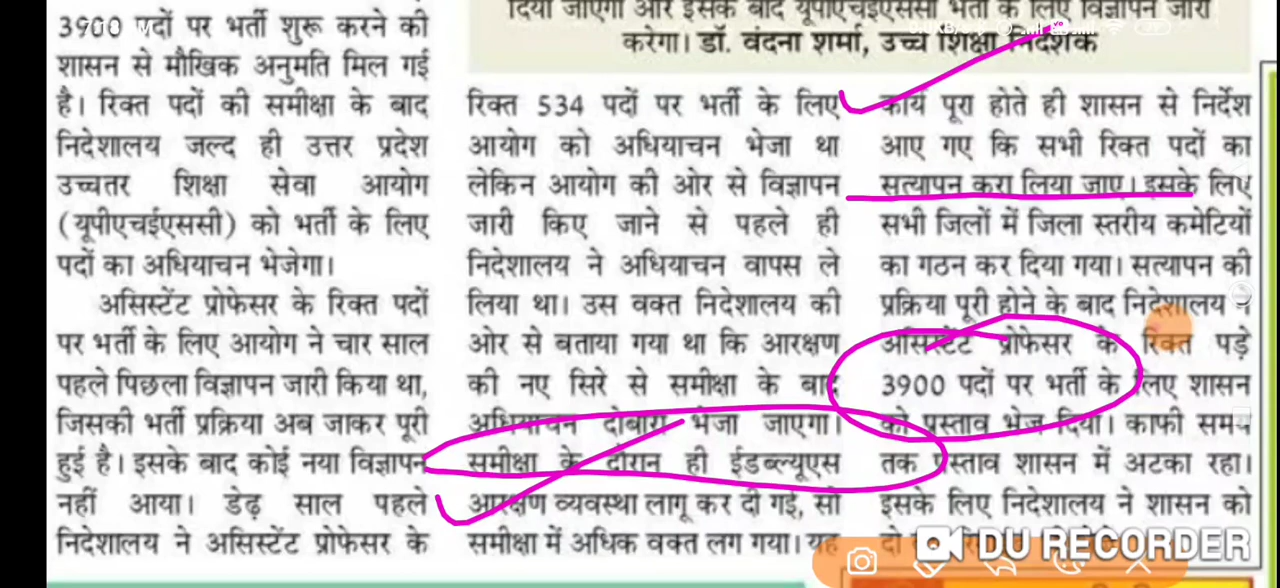 3900 पदों पर भर्ती शुरू करने की
शासन से मौखिक अनुमति मिल गई
है। रिक्त पदों की समीक्षा के बाद
निदेशालय जल्द ही उत्तर प्रदेश
उच्चतर शिक्षा सेवा आयोग
(यूपीएचईएससी) को भर्ती के लिए
पदों का अधियाचन भेजेगा।
असिस्टेंट प्रोफेसर के रिक्त पदों
पर भर्ती के लिए आयोग ने चार साल
पहले पिछला विज्ञापन जारी किया था,
जिसकी भर्ती प्रक्रिया अब जाकर पूरी
हुई है। इसके बाद कोई नया विज्ञापन
नहीं आया। डेढ़ साल पहले
निदेशालय ने असिस्टेंट प्रोफेसर के
दिया जाएगा और इसके बाद यूपीएचईएससी भर्ती के लिए विज्ञापन जारी
करेगा। डॉ. वंदना शर्मा, उच्च शिक्षा निदेशक
रिक्त 534 पदों पर भर्ती के लिए
आयोग को अधियाचन भेजा था
लेकिन आयोग की ओर से विज्ञापन
जारी किए जाने से पहले ही
निदेशालय ने अधियाचन वापस ले
लिया था। उस वक्त निदेशालय की
ओर से बताया गया था कि आरक्षण
की नए सिरे से समीक्षा के बाद
अधियाचन दोबारा भेजा जाएगा।
समीक्षा के दौरान ही ईडब्ल्यूएस
आरक्षण व्यवस्था लागू कर दी गई, सो
समीक्षा में अधिक वक्त लग गया। यह
कार्य पूरा होते ही शासन से निर्देश
आए गए कि सभी रिक्त पदों का
सत्यापन करा लिया जाए। इसके लिए
सभी जिलों में जिला स्तरीय कमेटियों
का गठन कर दिया गया। सत्यापन की
प्रक्रिया पूरी होने के बाद निदेशालय ने
असिस्टेंट प्रोफेसर के रिक्त पड़े
3900 पदों पर भर्ती के लिए शासन
को प्रस्ताव भेज दिया। काफी समय
तक प्रस्ताव शासन में अटका रहा।
इसके लिए निदेशालय ने शासन को
DU RECORDER